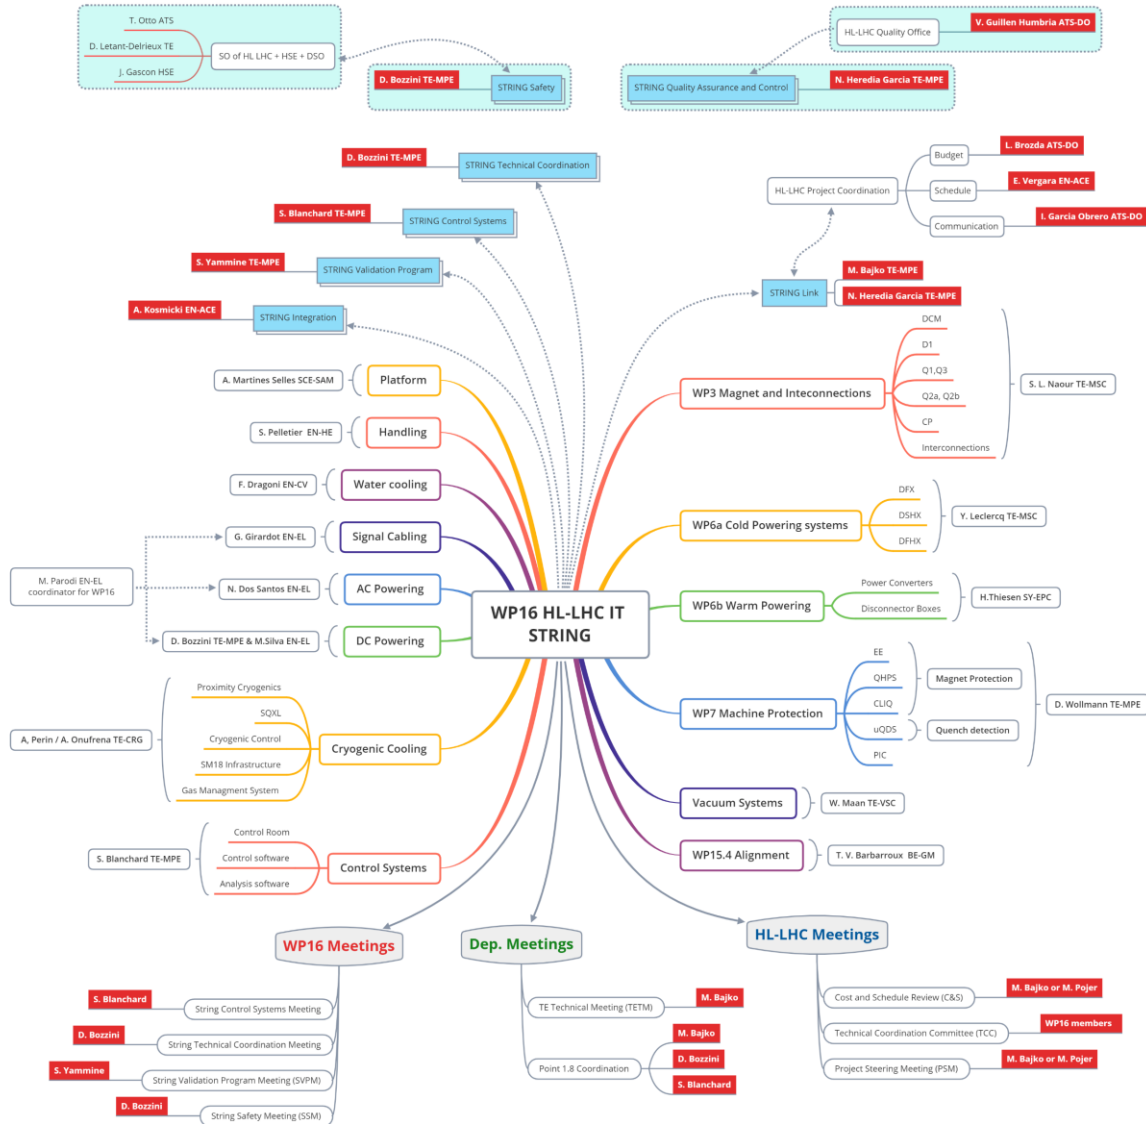 T. Otto ATS
D. Letant-Delrieux TE
J. Gascon HSE
SO of HL LHC + HSE + DSO
D. Bozzini TE-MPE
STRING Safety
HL-LHC Quality Office
V. Guillen Humbria ATS-DO
STRING Quality Assurance and Control
N. Heredia Garcia TE-MPE
D. Bozzini TE-MPE
STRING Technical Coordination
S. Blanchard TE-MPE
STRING Control Systems
S. Yammine TE-MPE
STRING Validation Program
A. Kosmicki EN-ACE
STRING Integration
HL-LHC Project Coordination
Budget
L. Brozda ATS-DO
Schedule
E. Vergara EN-ACE
Communication
I. Garcia Obrero ATS-DO
STRING Link
M. Bajko TE-MPE
N. Heredia Garcia TE-MPE
A. Martines Selles SCE-SAM
Platform
S. Pelletier EN-HE
Handling
F. Dragoni EN-CV
Water cooling
G. Girardot EN-EL
Signal Cabling
M. Parodi EN-EL
coordinator for WP16
N. Dos Santos EN-EL
AC Powering
D. Bozzini TE-MPE & M.Silva EN-EL
DC Powering
Proximity Cryogenics
SQXL
Cryogenic Control
SM18 Infrastructure
Gas Managment System
A, Perin / A. Onufrena TE-CRG
Cryogenic Cooling
Control Room
Control software
Analysis software
S. Blanchard TE-MPE
Control Systems
WP16 HL-LHC IT
STRING
WP3 Magnet and Inteconnections
DCM
D1
Q1,Q3
Q2a, Q2b
CP
Interconnections
S. L. Naour TE-MSC
WP6a Cold Powering systems
DFX
DSHX
DFHX
Y. Leclercq TE-MSC
WP6b Warm Powering
Power Converters
Disconnector Boxes
H.Thiesen SY-EPC
WP7 Machine Protection
EE
QHPS
CLIQ
uQDS
PIC
Magnet Protection
Quench detection
D. Wollmann TE-MPE
Vacuum Systems
W. Maan TE-VSC
WP15.4 Alignment
T. V. Barbarroux BE-GM
WP16 Meetings
S. Blanchard
String Control Systems Meeting
D. Bozzini
String Technical Coordination Meeting
S. Yammine
String Validation Program Meeting (SVPM)
D. Bozzini
String Safety Meeting (SSM)
Dep. Meetings
TE Technical Meeting (TETM)
M. Bajko
Point 1.8 Coordination
M. Bajko
D. Bozzini
S. Blanchard
HL-LHC Meetings
Cost and Schedule Review (C&S)
M. Bajko or M. Pojer
Technical Coordination Committee (TCC)
WP16 members
Project Steering Meeting (PSM)
M. Bajko or M. Pojer